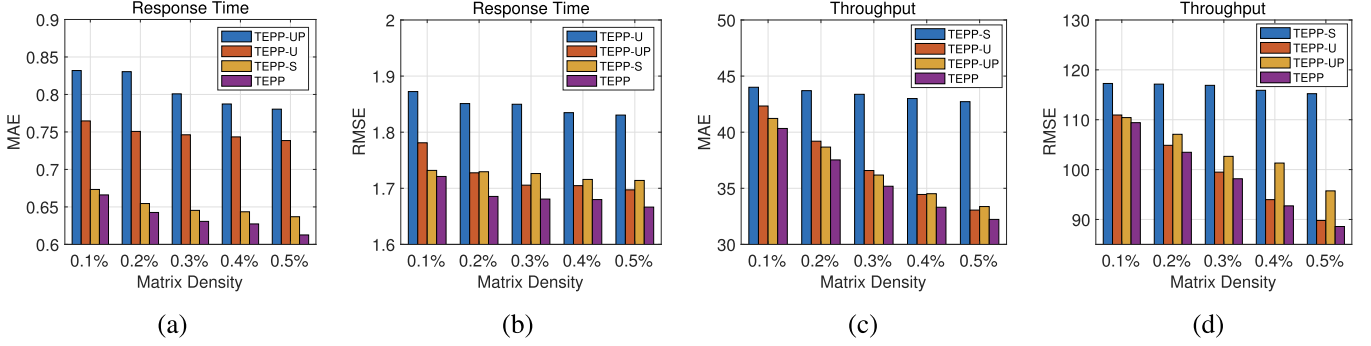 Response Time
0.9
0.85
0.8
0.75
0.7
0.65
0.6
MAE
TEPP-UP
TEPP-U
TEPP-S
TEPP
0.1% 0.2% 0.3% 0.4% 0.5%
Matrix Density
(a)
Response Time
2
1.9
1.8
1.7
1.6
RMSE
TEPP-U
TEPP-UP
TEPP-S
TEPP
0.1% 0.2% 0.3% 0.4% 0.5%
Matrix Density
(b)
Throughput
50
45
40
35
30
MAE
TEPP-S
TEPP-U
TEPP-UP
TEPP
0.1% 0.2% 0.3% 0.4% 0.5%
Matrix Density
(c)
Throughput
130
120
110
100
90
RMSE
TEPP-S
TEPP-U
TEPP-UP
TEPP
0.1% 0.2% 0.3% 0.4% 0.5%
Matrix Density
(d)